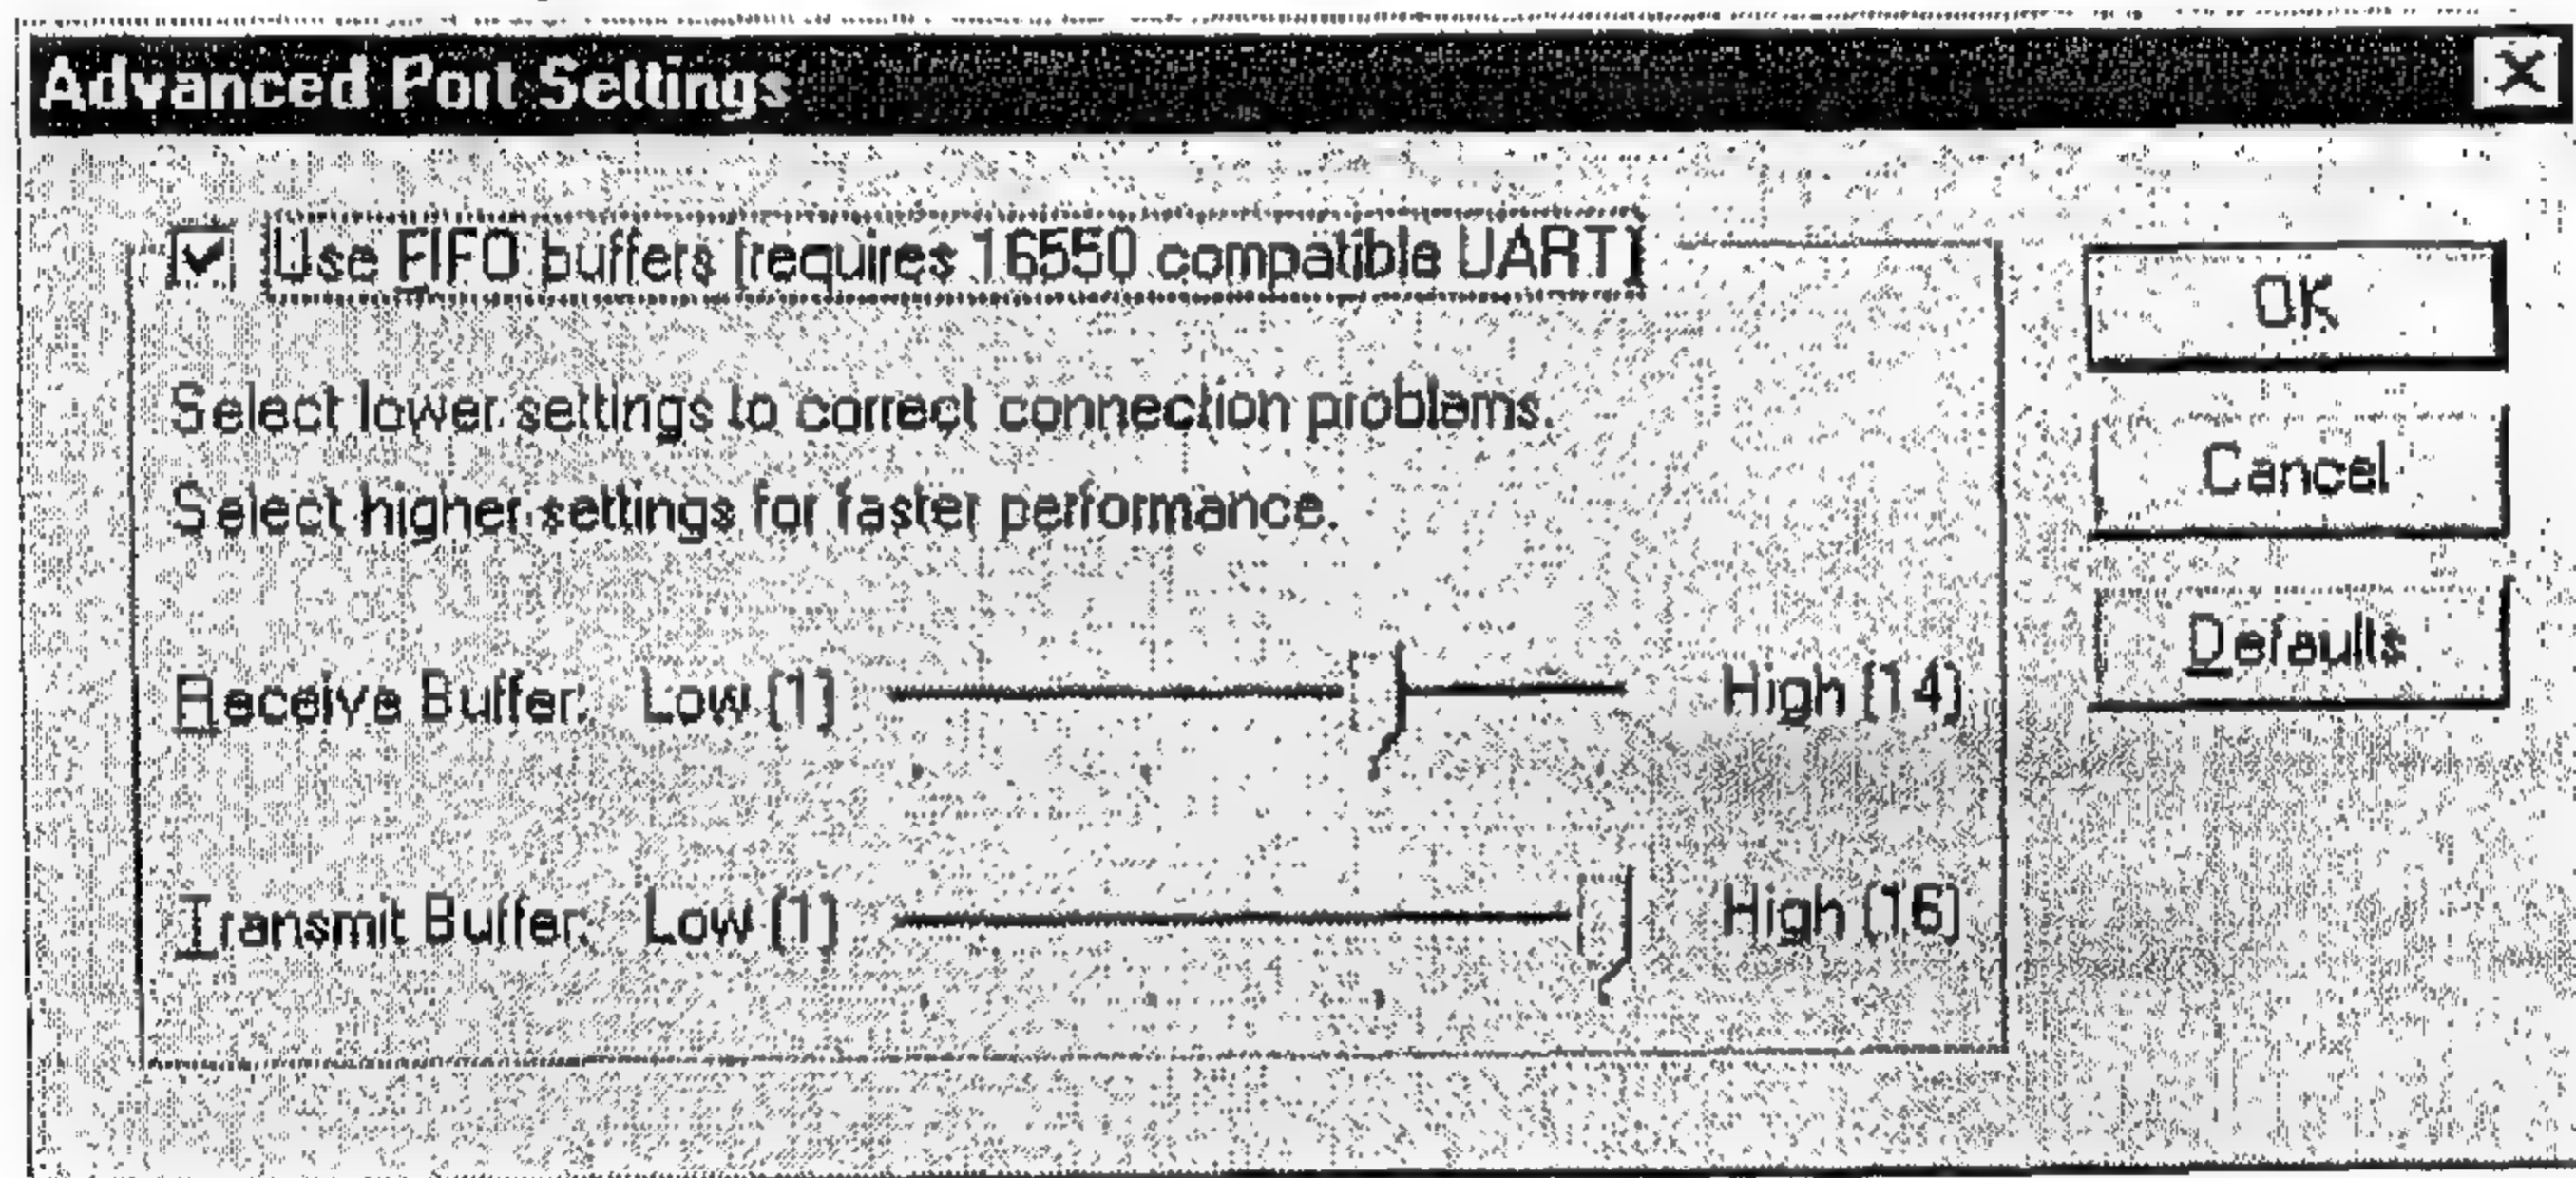 Advanced Port Settings
Use FIFO buffers (requires 16550 compatible UART)
Select lower settings to correct connection problems.
Select higher settings for faster performance.
Receive Buffer: Low (1) High (14)
Transmit Buffer: Low (1) High (16)
OK
Cancel
Defaults